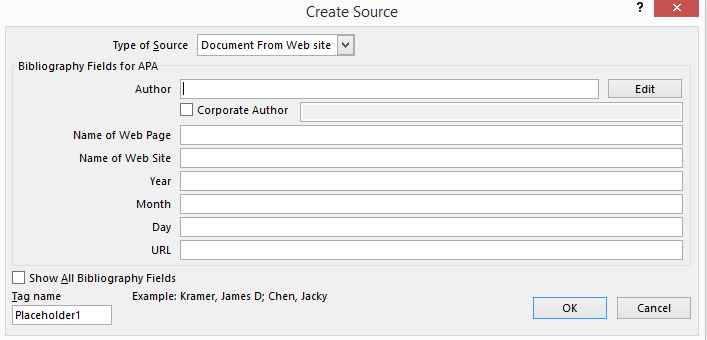 Create Source
? ×
Type of Source Document From Web site
Bibliography Fields for APA
Author Edit
Corporate Author
Name of Web Page
Name of Web Site
Year
Month
Day
URL
Show All Bibliography Fields
Tag name Example: Kramer, James D; Chen, Jacky
Placeholder1 OK Cancel